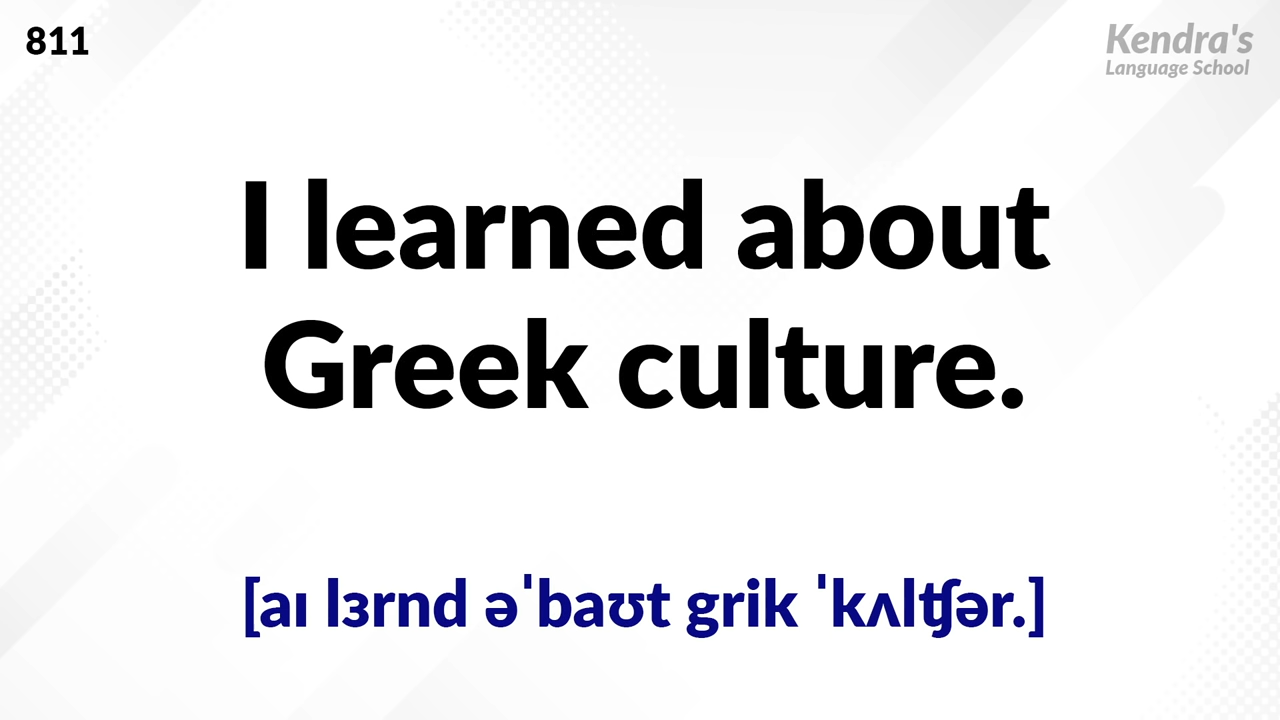 811
Kendra's
Language School
I learned about
Greek culture.
[aɪ lɜrnd əˈbaʊt grik ˈkʌlʧər.]